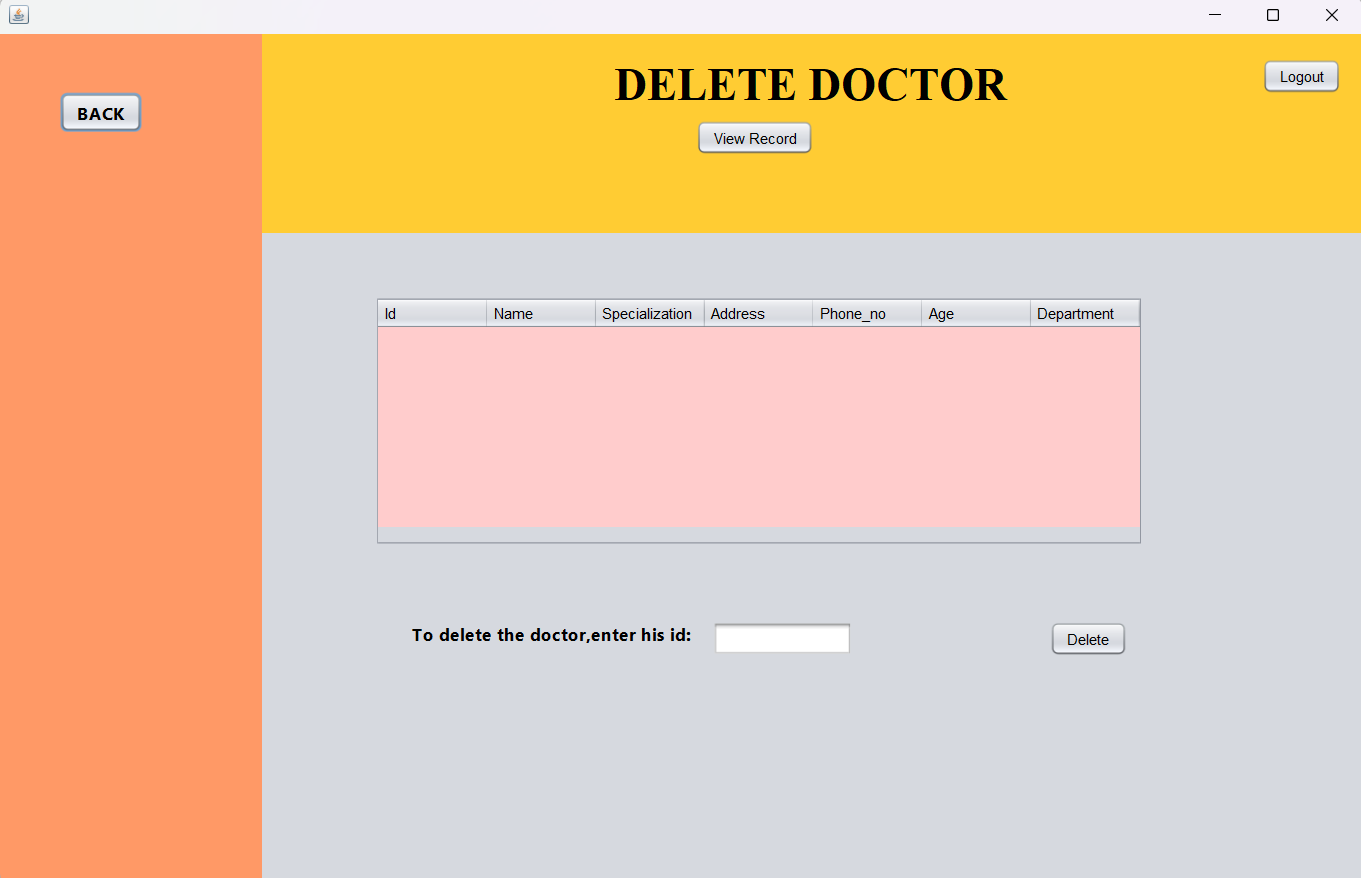 DELETE DOCTOR
Logout
BACK
View Record
Id Name Specialization Address Phone_no Age Department
To delete the doctor,enter his id:
Delete